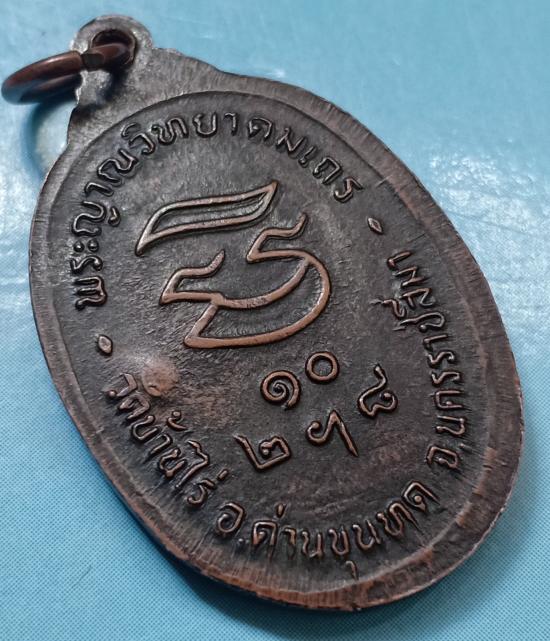 พระญาณวิทยาคมเถร
๑๐
๒ ๓ ๘
วัดบ้านไร่ อ.ด่านขุนทด จ.นครราชสีมา